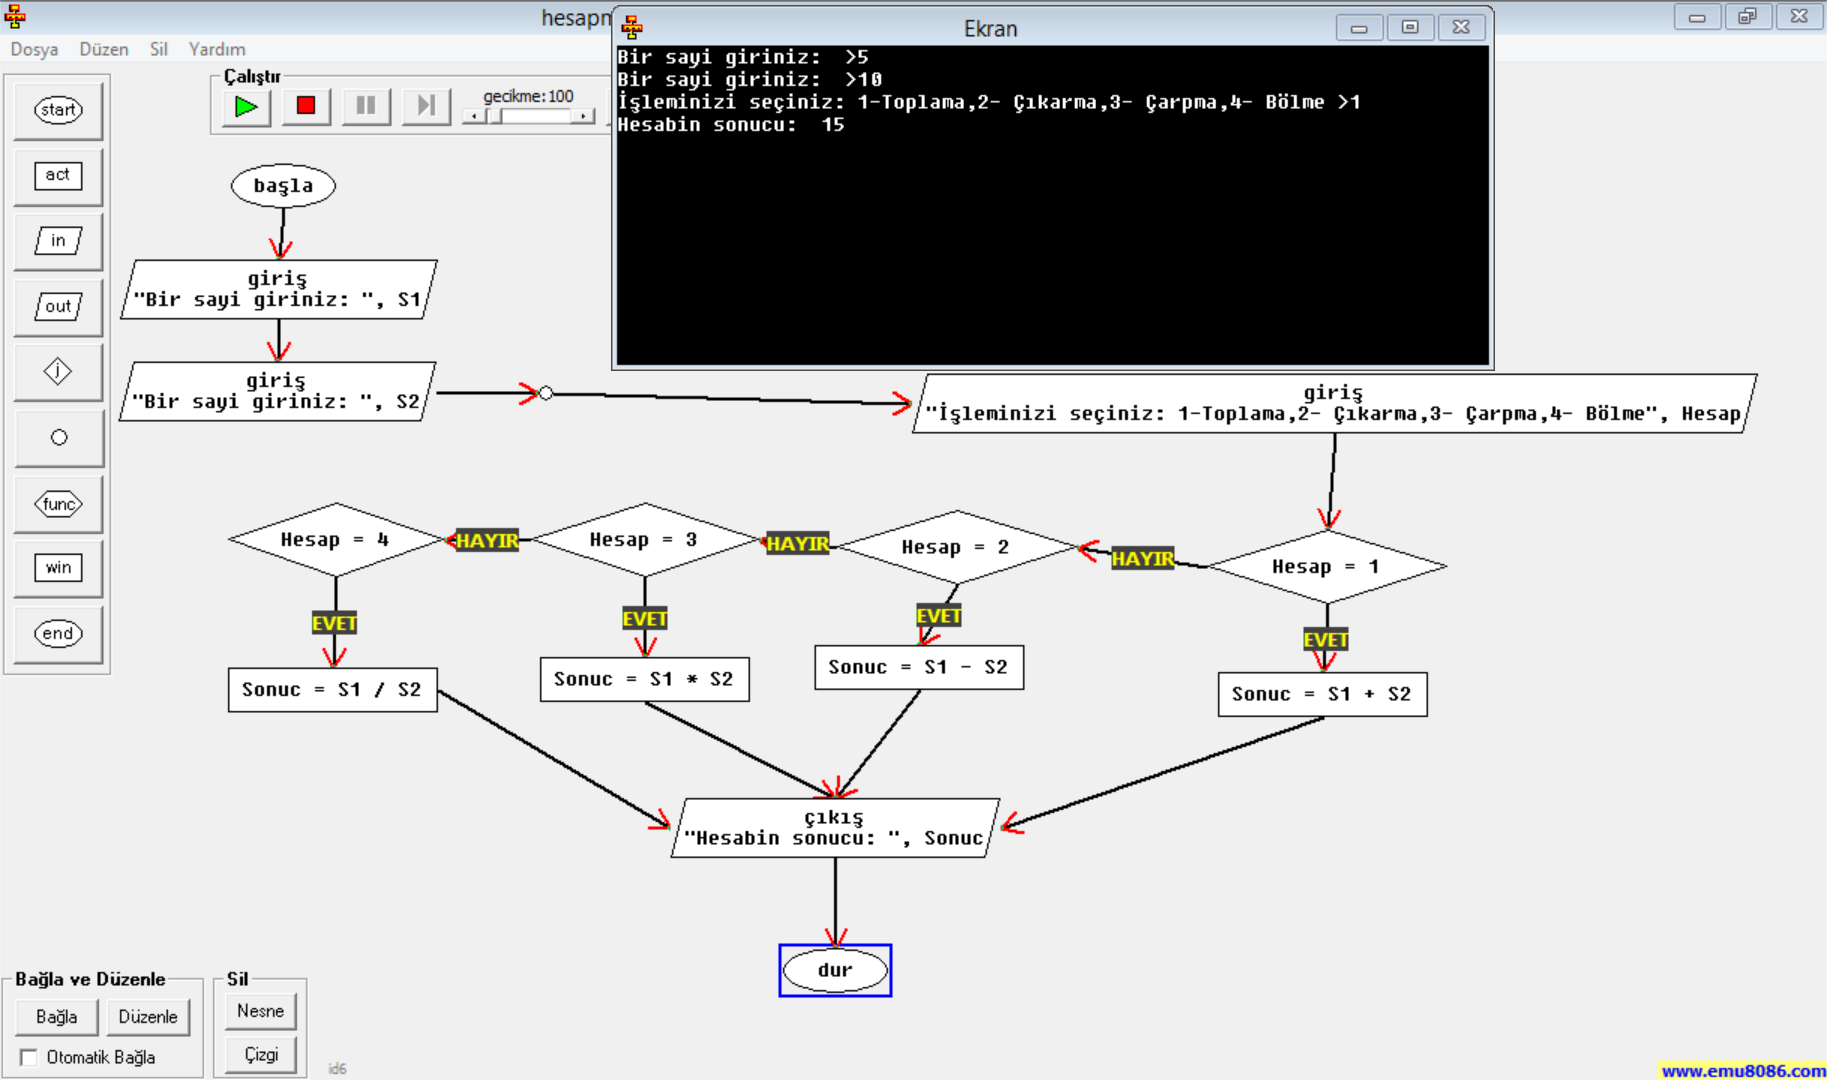 hesapn
Dosya Düzen Sil Yardım
Çalıştır
gecikme:100
Ekran
Bir sayi giriniz:  >5
Bir sayi giriniz:  >10
İşleminizi seçiniz: 1-Toplama,2- Çıkarma,3- Çarpma,4- Bölme >1
Hesabin sonucu:  15
start
act
in
out
j
func
win
end
başla
giriş
"Bir sayi giriniz: ", S1
giriş
"Bir sayi giriniz: ", S2
giriş
"İşleminizi seçiniz: 1-Toplama,2- Çıkarma,3- Çarpma,4- Bölme", Hesap
Hesap = 4
HAYIR
Hesap = 3
HAYIR
Hesap = 2
HAYIR
Hesap = 1
EVET
EVET
EVET
EVET
Sonuc = S1 / S2
Sonuc = S1 * S2
Sonuc = S1 - S2
Sonuc = S1 + S2
çıkış
"Hesabin sonucu: ", Sonuc
dur
Bağla ve Düzenle
Bağla
Düzenle
Otomatik Bağla
Sil
Nesne
Çizgi
id6
www.emu8086.com